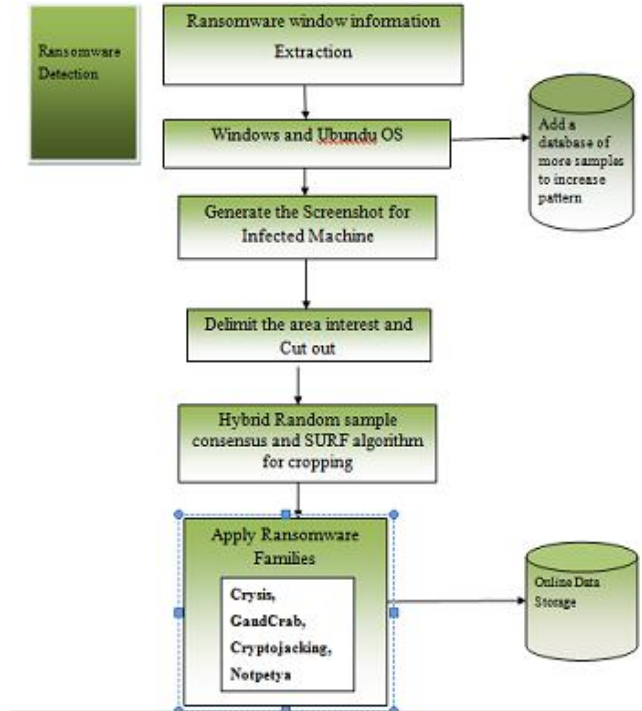 Ransomware
Detection
Ransomware window information
Extraction
Windows and Ubundu OS
Add a
database of
more samples
to increase
pattern
Generate the Screenshot for
Infected Machine
Delimit the area interest and
Cut out
Hybrid Random sample
consensus and SURF algorithm
for cropping
Apply Ransomware
Families
Crysis,
GandCrab,
Cryptojacking,
Notpetya
Online Data
Storage